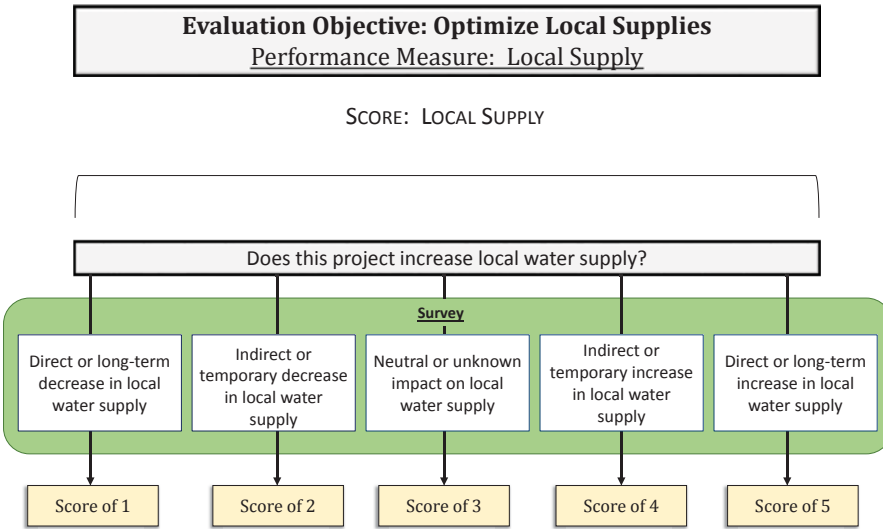 Evaluation Objective: Optimize Local Supplies
Performance Measure: Local Supply
SCORE: LOCAL SUPPLY
Does this project increase local water supply?
Survey
Direct or long-term
decrease in local
water supply
Indirect or
temporary decrease
in local water
supply
Neutral or unknown
impact on local
water supply
Indirect or
temporary increase
in local water
supply
Direct or long-term
increase in local
water supply
Score of 1
Score of 2
Score of 3
Score of 4
Score of 5